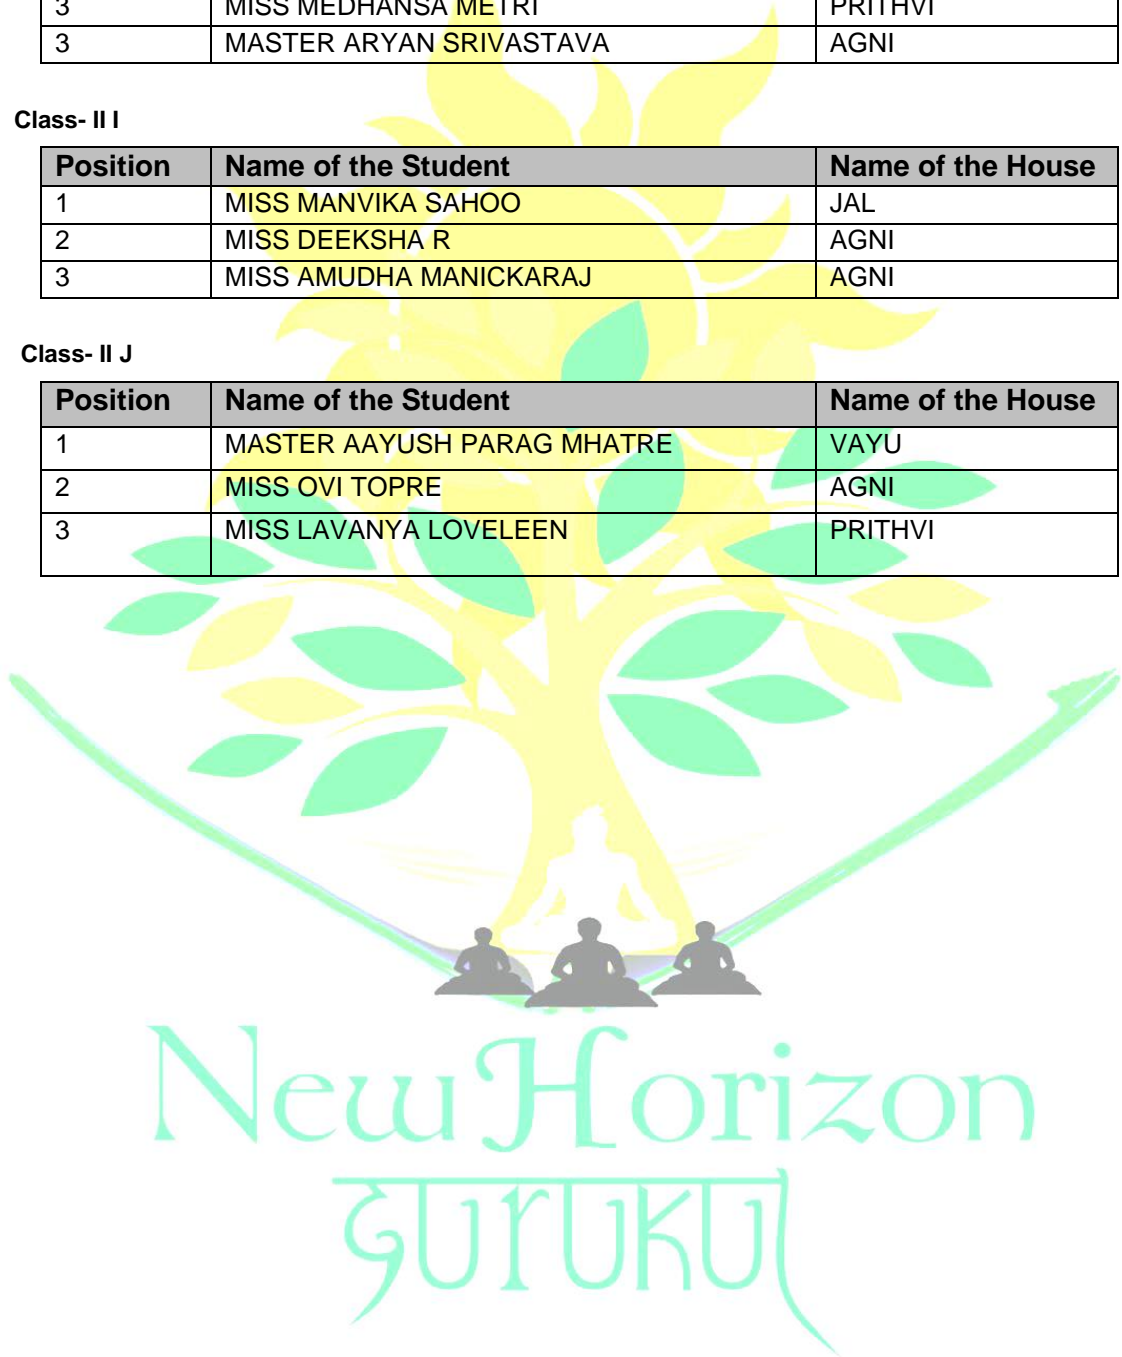 3 MISS MEDHANSA METRI PRITHVI
3 MASTER ARYAN SRIVASTAVA AGNI
Class- II I
Position Name of the Student Name of the House
1 MISS MANVIKA SAHOO JAL
2 MISS DEEKSHA R AGNI
3 MISS AMUDHA MANICKARAJ AGNI
Class- II J
Position Name of the Student Name of the House
1 MASTER AAYUSH PARAG MHATRE VAYU
2 MISS OVI TOPRE AGNI
3 MISS LAVANYA LOVELEEN PRITHVI
New Horizon
gurukul